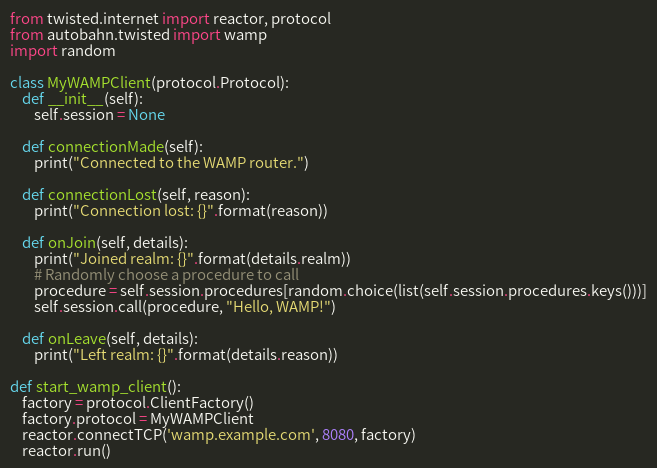 from twisted.internet import reactor, protocol
from autobahn.twisted import wamp
import random

class MyWAMPClient(protocol.Protocol):
    def __init__(self):
        self.session = None

    def connectionMade(self):
        print("Connected to the WAMP router.")

    def connectionLost(self, reason):
        print("Connection lost: {}".format(reason))

    def onJoin(self, details):
        print("Joined realm: {}".format(details.realm))
        # Randomly choose a procedure to call
        procedure = self.session.procedures[random.choice(list(self.session.procedures.keys()))]
        self.session.call(procedure, "Hello, WAMP!")

    def onLeave(self, details):
        print("Left realm: {}".format(details.reason))

def start_wamp_client():
    factory = protocol.ClientFactory()
    factory.protocol = MyWAMPClient
    reactor.connectTCP('wamp.example.com', 8080, factory)
    reactor.run()